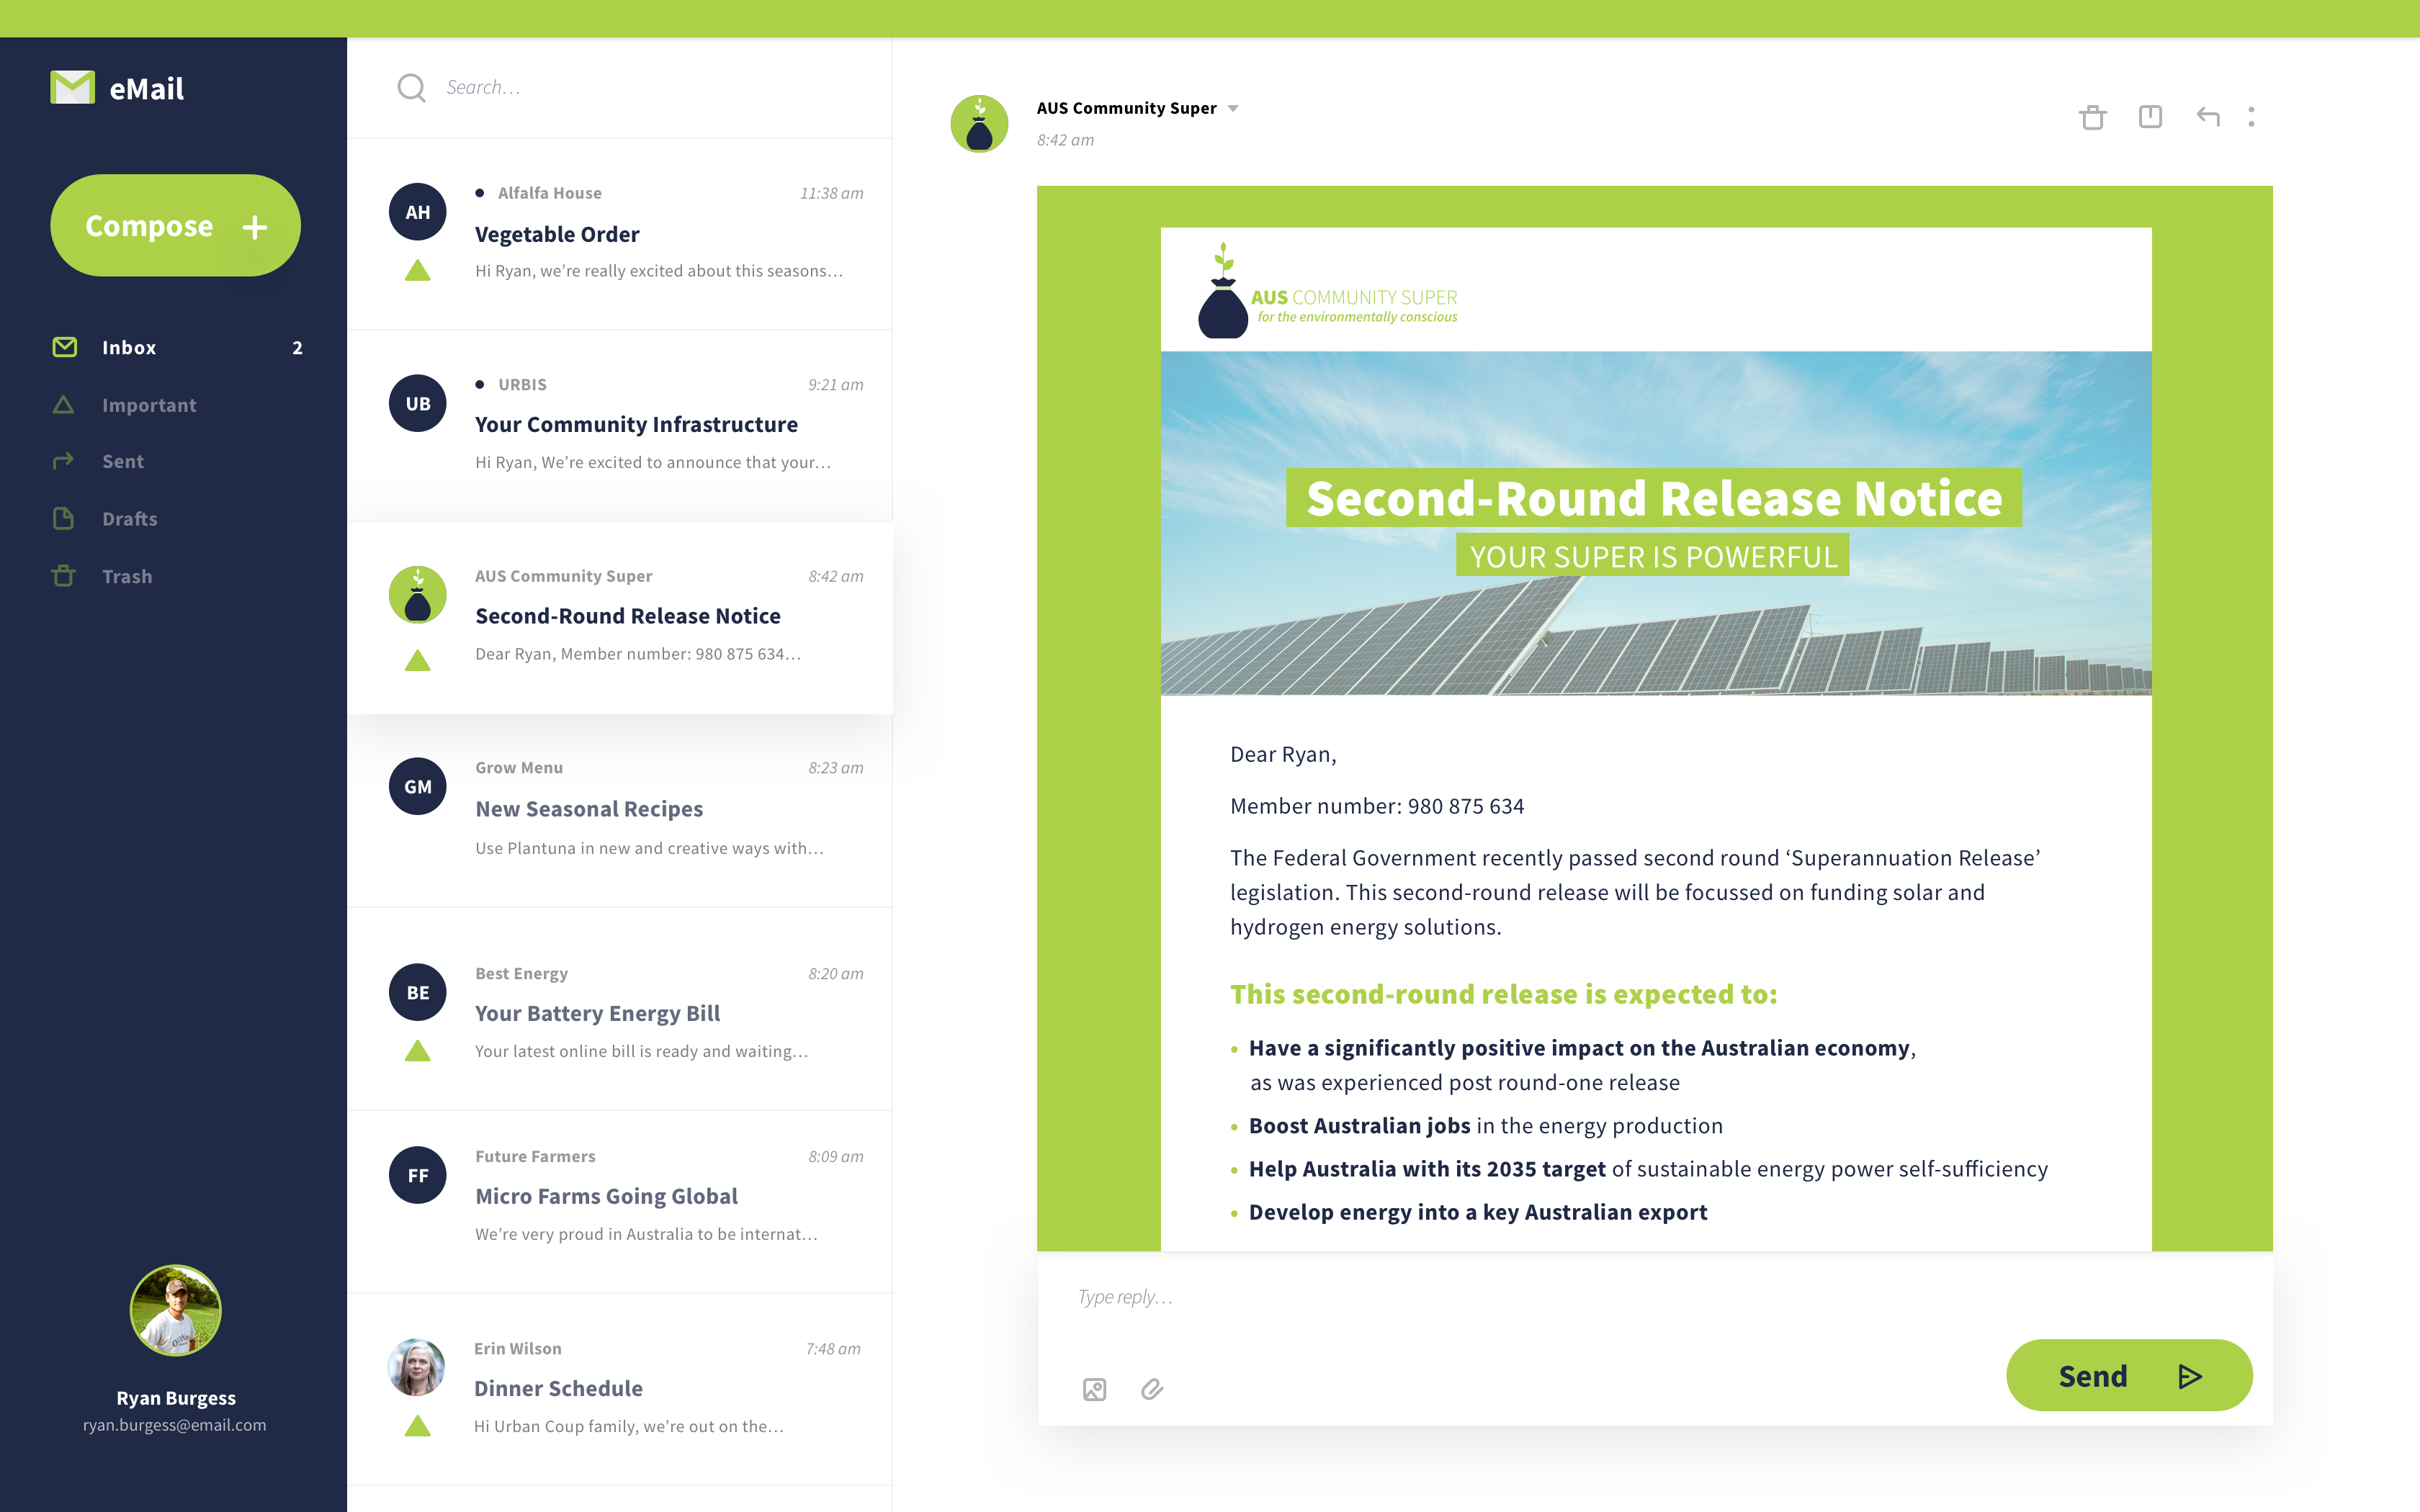 eMail
Compose +
Inbox 2
Important
Sent
Drafts
Trash
Ryan Burgess
ryan.burgess@email.com
Search…
AH
Alfalfa House 11:38 am
Vegetable Order
Hi Ryan, we’re really excited about this seasons…
UB
URBIS 9:21 am
Your Community Infrastructure
Hi Ryan, We’re excited to announce that your…
AUS Community Super 8:42 am
Second-Round Release Notice
Dear Ryan, Member number: 980 875 634…
GM
Grow Menu 8:23 am
New Seasonal Recipes
Use Plantuna in new and creative ways with…
BE
Best Energy 8:20 am
Your Battery Energy Bill
Your latest online bill is ready and waiting…
FF
Future Farmers 8:09 am
Micro Farms Going Global
We’re very proud in Australia to be internat…
Erin Wilson 7:48 am
Dinner Schedule
Hi Urban Coup family, we’re out on the…
AUS Community Super
8:42 am
AUS COMMUNITY SUPER
for the environmentally conscious
Second-Round Release Notice
YOUR SUPER IS POWERFUL
Dear Ryan,
Member number: 980 875 634
The Federal Government recently passed second round ‘Superannuation Release’
legislation. This second-round release will be focussed on funding solar and
hydrogen energy solutions.
This second-round release is expected to:
• Have a significantly positive impact on the Australian economy,
as was experienced post round-one release
• Boost Australian jobs in the energy production
• Help Australia with its 2035 target of sustainable energy power self-sufficiency
• Develop energy into a key Australian export
Type reply…
Send